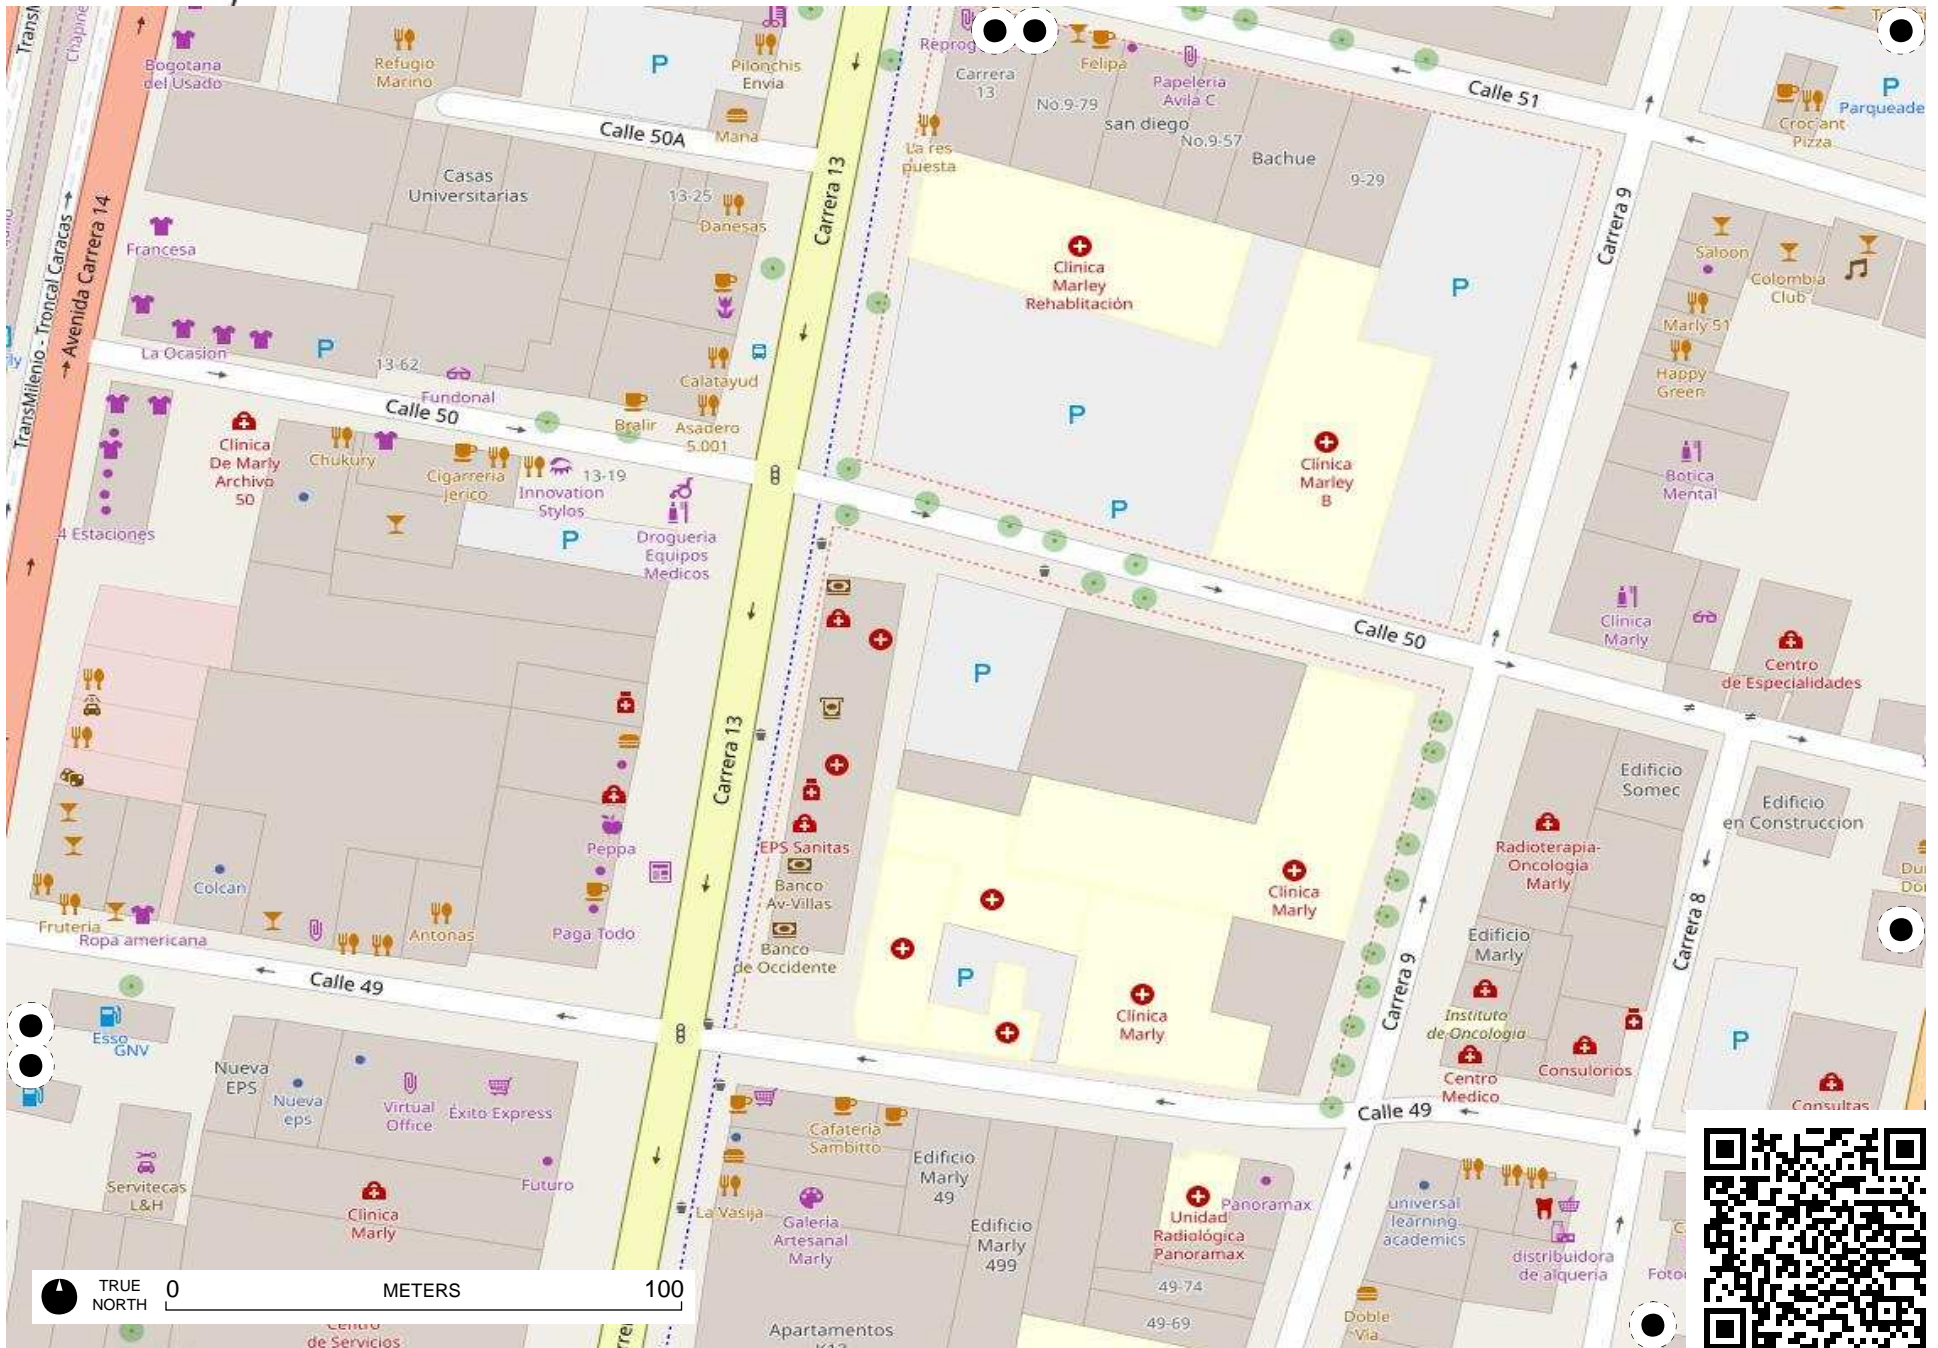 Bogotana
del Usado
Refugio
Marino
P
Pilonchis
Envia
Mana
Calle 50A
Casas
Universitarias
13-25
Danesas
Carrera 13
Felipa
Papeleria
Avila C
Carrera
13
No.9-79
san diego
No.9-57
Bachue
9-29
La res
puesta
Calle 51
P
Croc'ant
Pizza
Carrera 9
Avenida Carrera 14
TransMilenio - Troncal Caracas
Francesa
La Ocasion
P
13-62
Fundonal
Calle 50
Calatayud
Bralir
Asadero
5.001
Clinica
Marley
Rehablitación
P
P
P
Clinica
Marley
B
Saloon
Colombia
Club
Marly 51
Happy
Green
Botica
Mental
Clinica
Marly
Centro
de Especialidades
Clinica
De Marly
Archivo
50
Chukury
Cigarreria
Jerico
Innovation
Stylos
13-19
P
Drogueria
Equipos
Medicos
4 Estaciones
Calle 50
P
Carrera 13
Peppa
EPS Sanitas
Banco
Av-Villas
Banco
de Occidente
Paga Todo
Colcan
Antonas
Fruteria
Ropa americana
Clinica
Marly
P
Clinica
Marly
Edificio
Somec
Edificio
en Construccion
Radioterapia-
Oncologia
Marly
Edificio
Marly
Instituto
de Oncologia
Centro
Medico
Consulorios
Carrera 8
Carrera 9
P
Consultas
Calle 49
Esso
GNV
Nueva
EPS
Nueva
eps
Virtual
Office
Éxito Express
Servitecas
L&H
Futuro
Clinica
Marly
Calle 49
Cafateria
Sambitto
La Vasija
Galeria
Artesanal
Marly
Edificio
Marly
49
Edificio
Marly
499
Unidad
Radiológica
Panoramax
Panoramax
49-74
49-69
universal
learning
academics
distribuidora
de alqueria
Doble
Via
Apartamentos
Centro
de Servicios
TRUE
NORTH
0
METERS
100